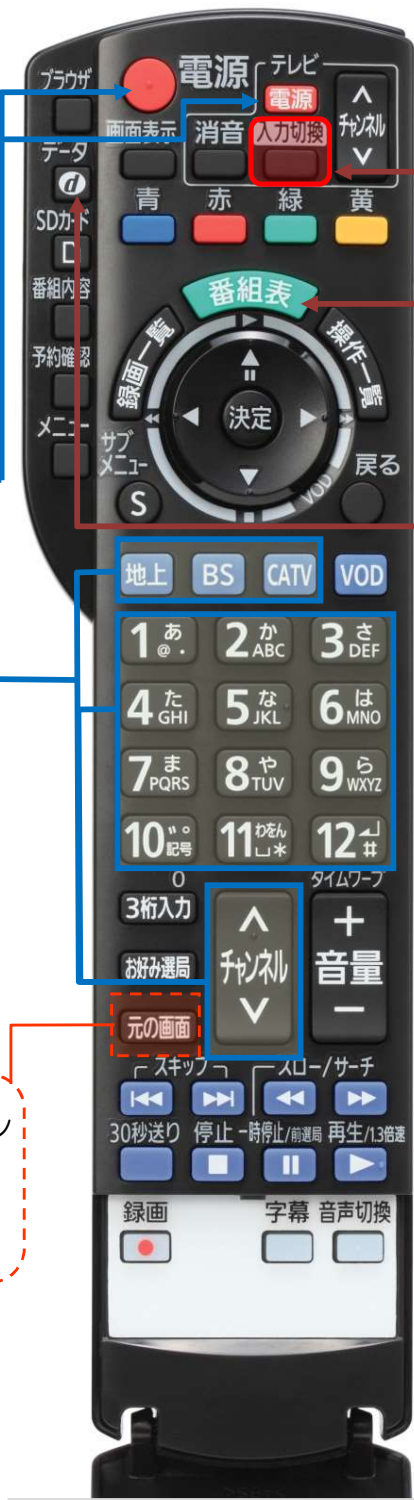 ブラウザ
電源
テレビ
電源
画面表示
消音
入力切換
チャンネル
データ
d
青
赤
緑
黄
SDカード
D
番組表
番組内容
録画一覧
操作一覧
予約確認
決定
メニュー
サブ
メニュー
S
VOD
戻る
地上
BS
CATV
VOD
1 あ @.
2 か ABC
3 さ DEF
4 た GHI
5 な JKL
6 は MNO
7 ま PQRS
8 や TUV
9 ら WXYZ
10 ゛゜ 記号
11 わをん ␣*
12 ↲ #
0
タイムワープ
3桁入力
お好み選局
チャンネル
+
音量
−
元の画面
スキップ
スロー/サーチ
30秒送り
停止
一時停止/前選局
再生/1.3倍速
録画
字幕
音声切換